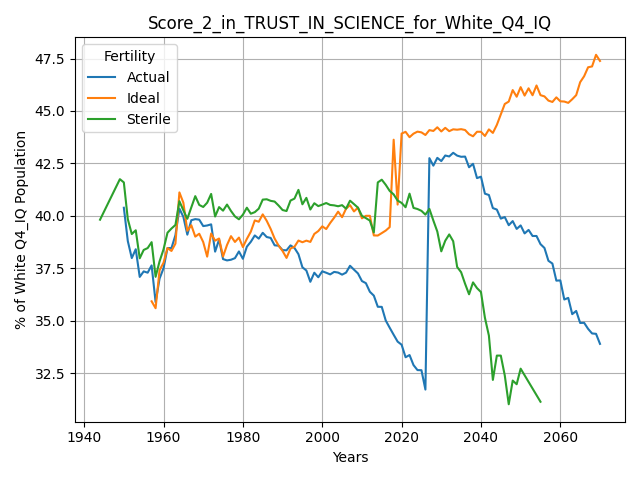 Score_2_in_TRUST_IN_SCIENCE_for_White_Q4_IQ
Fertility
Actual
Ideal
Sterile
% of White Q4_IQ Population
47.5
45.0
42.5
40.0
37.5
35.0
32.5
1940
1960
1980
2000
2020
2040
2060
Years